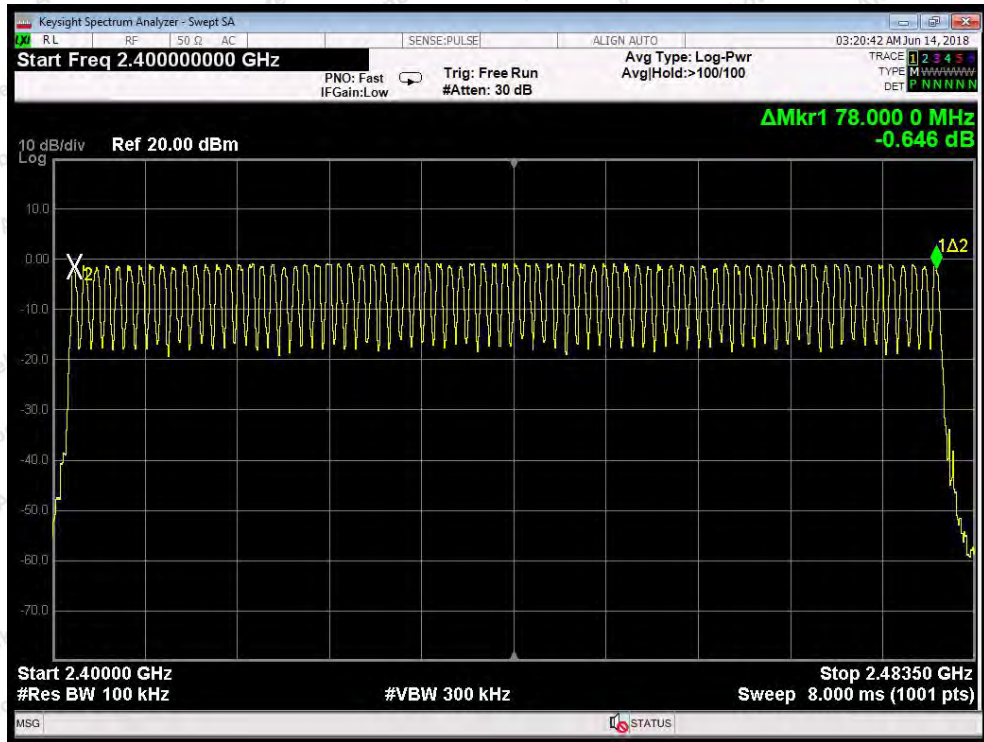 Keysight Spectrum Analyzer - Swept SA
LXI RL RF 50 Ω AC SENSE:PULSE ALIGN AUTO 03:20:42 AM Jun 14, 2018
Start Freq 2.400000000 GHz Avg Type: Log-Pwr TRACE 1 2 3 4 5 6
PNO: Fast Trig: Free Run Avg|Hold:>100/100 TYPE M WWWWW
IFGain:Low #Atten: 30 dB DET P N N N N N
ΔMkr1 78.000 0 MHz
10 dB/div Ref 20.00 dBm -0.646 dB
Log
10.0
1Δ2
0.00
2
-10.0
-20.0
-30.0
-40.0
-50.0
-60.0
-70.0
Start 2.40000 GHz Stop 2.48350 GHz
#Res BW 100 kHz #VBW 300 kHz Sweep 8.000 ms (1001 pts)
MSG STATUS